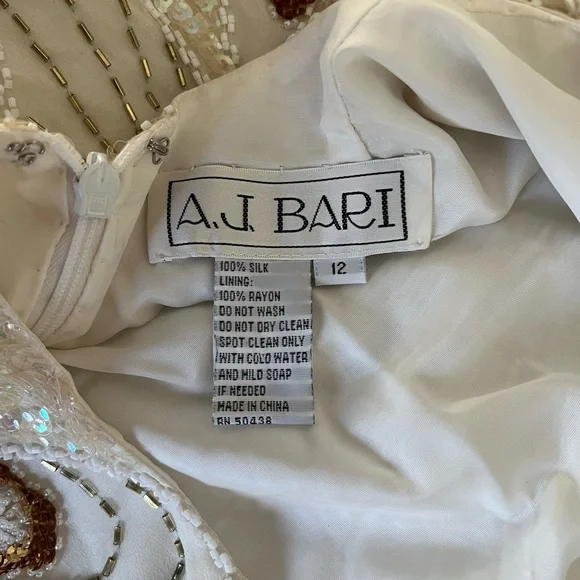 A.J. BARI
12
100% SILK
LINING:
100% RAYON
DO NOT WASH
DO NOT DRY CLEAN
SPOT CLEAN ONLY
WITH COLD WATER
AND MILD SOAP
IF NEEDED
MADE IN CHINA
RN 50438